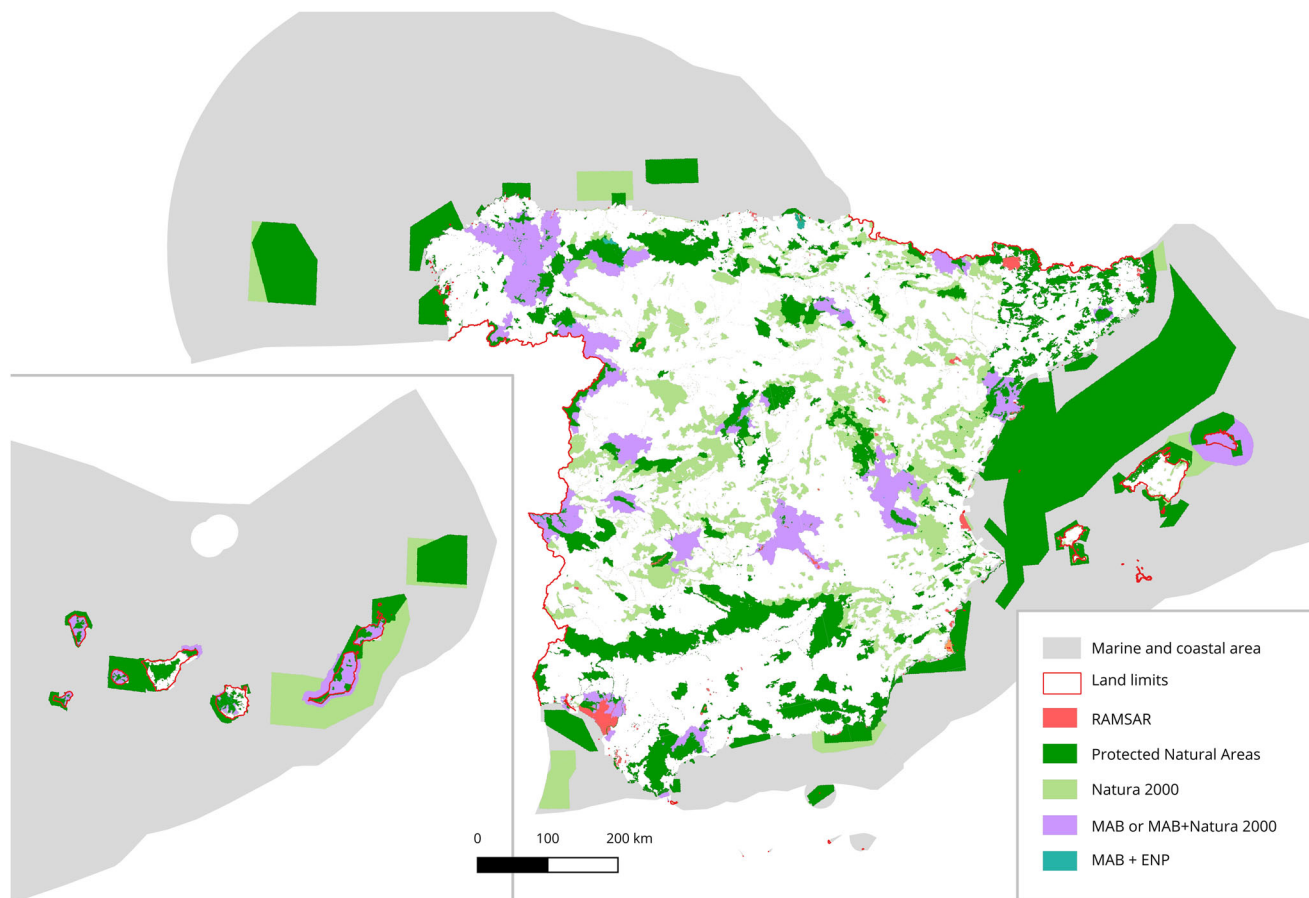 Marine and coastal area
Land limits
RAMSAR
Protected Natural Areas
Natura 2000
MAB or MAB+Natura 2000
MAB + ENP
0 100 200 km